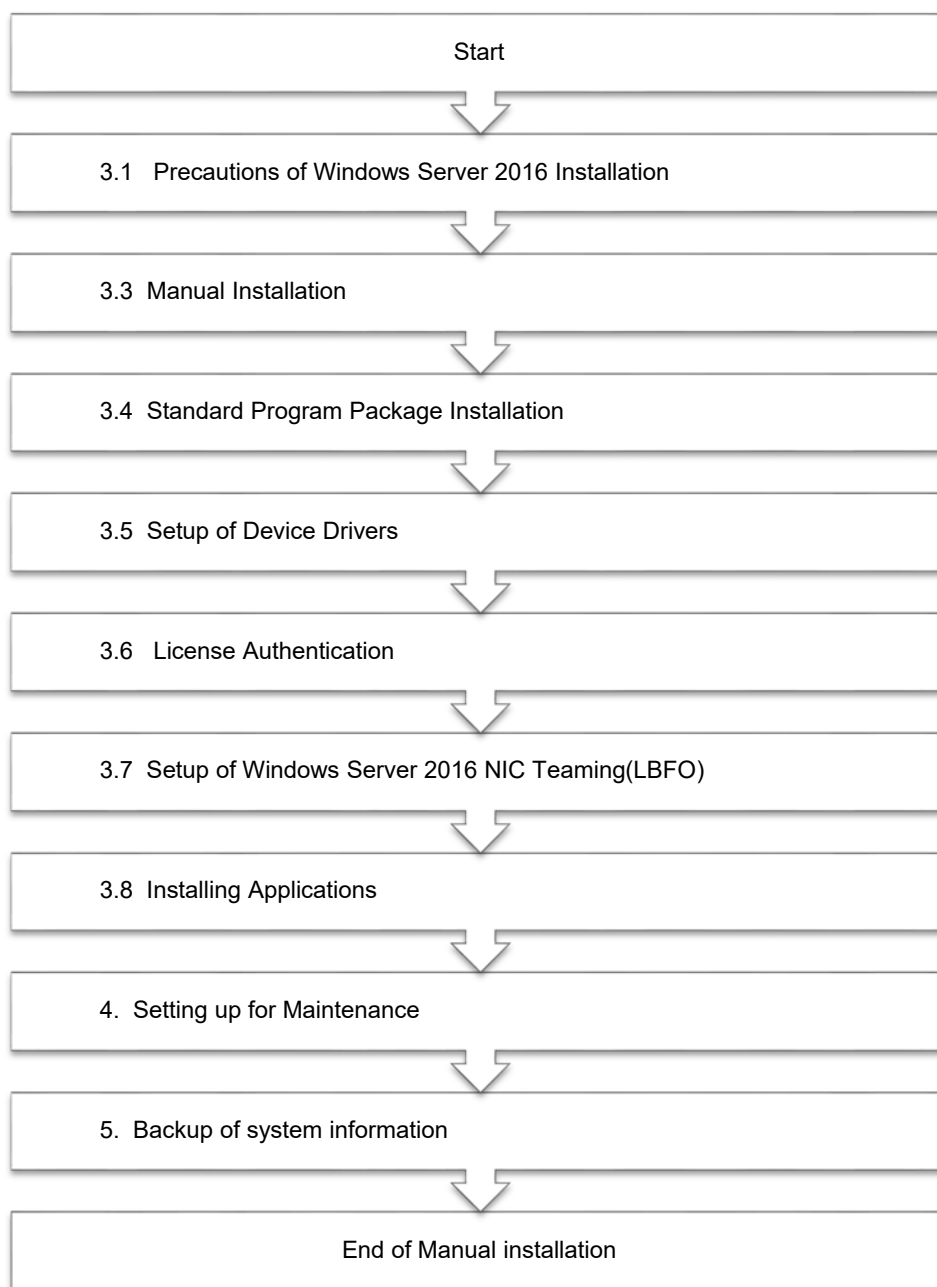 Start
3.1 Precautions of Windows Server 2016 Installation
3.3 Manual Installation
3.4 Standard Program Package Installation
3.5 Setup of Device Drivers
3.6 License Authentication
3.7 Setup of Windows Server 2016 NIC Teaming(LBFO)
3.8 Installing Applications
4. Setting up for Maintenance
5. Backup of system information
End of Manual installation